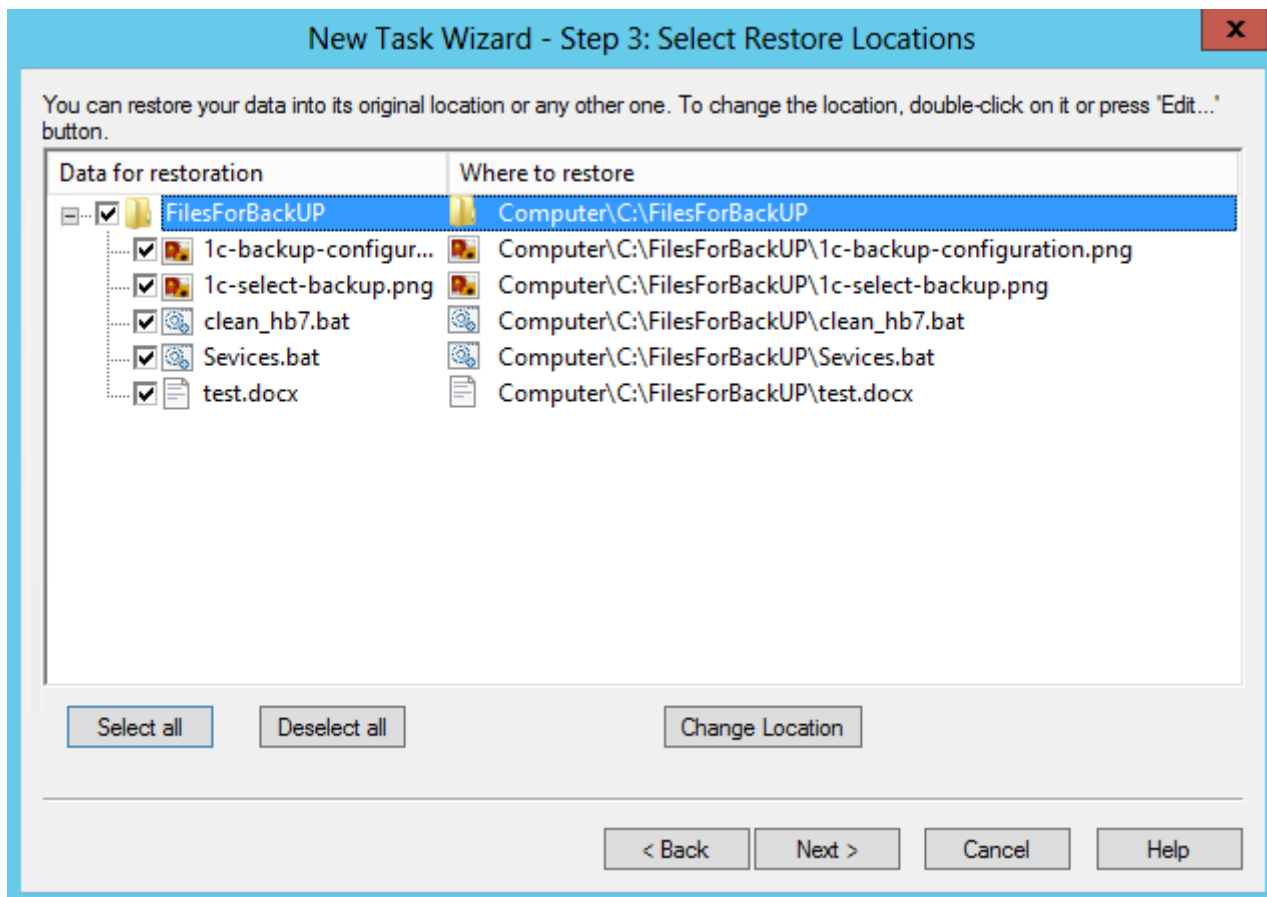 New Task Wizard - Step 3: Select Restore Locations
x
You can restore your data into its original location or any other one. To change the location, double-click on it or press 'Edit...'
button.
Data for restoration Where to restore
FilesForBackUP Computer\C:\FilesForBackUP
1c-backup-configur... Computer\C:\FilesForBackUP\1c-backup-configuration.png
1c-select-backup.png Computer\C:\FilesForBackUP\1c-select-backup.png
clean_hb7.bat Computer\C:\FilesForBackUP\clean_hb7.bat
Sevices.bat Computer\C:\FilesForBackUP\Sevices.bat
test.docx Computer\C:\FilesForBackUP\test.docx
Select all Deselect all Change Location
< Back Next > Cancel Help